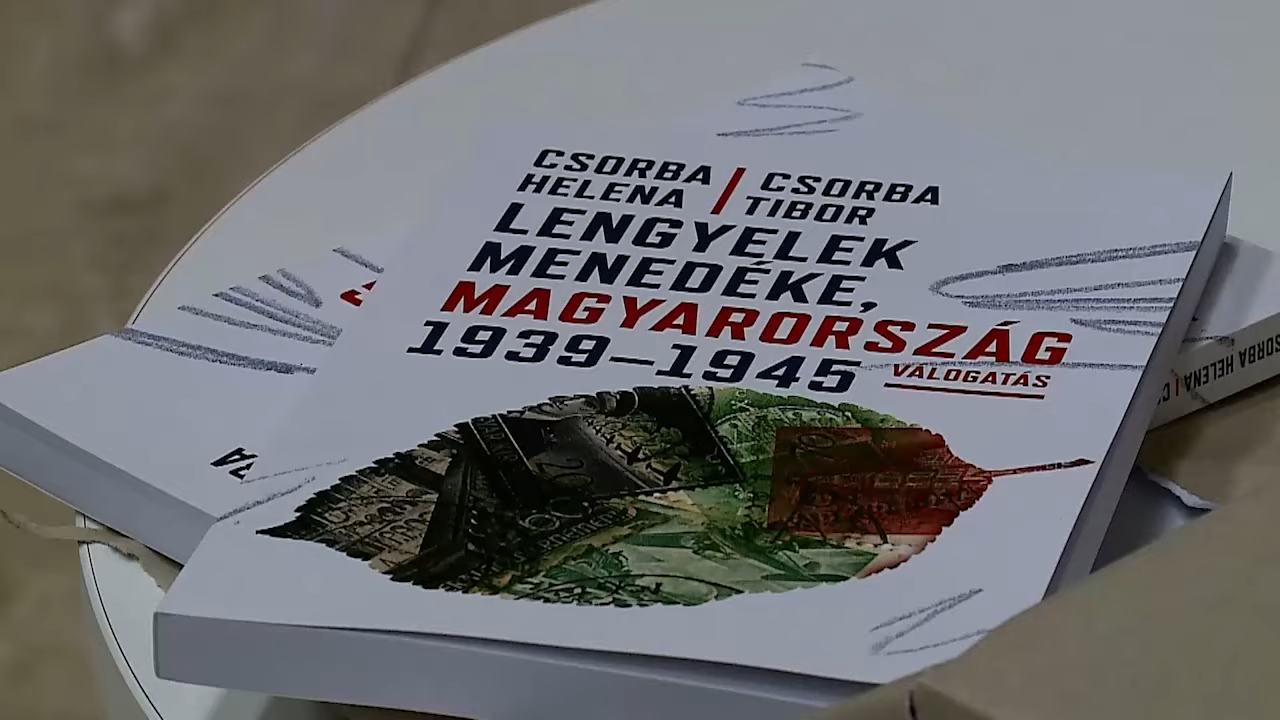 CSORBA HELENA | CSORBA TIBOR
LENGYELEK
MENEDÉKE,
MAGYARORSZÁG
1939–1945
VÁLOGATÁS
CSORBA HELENA |